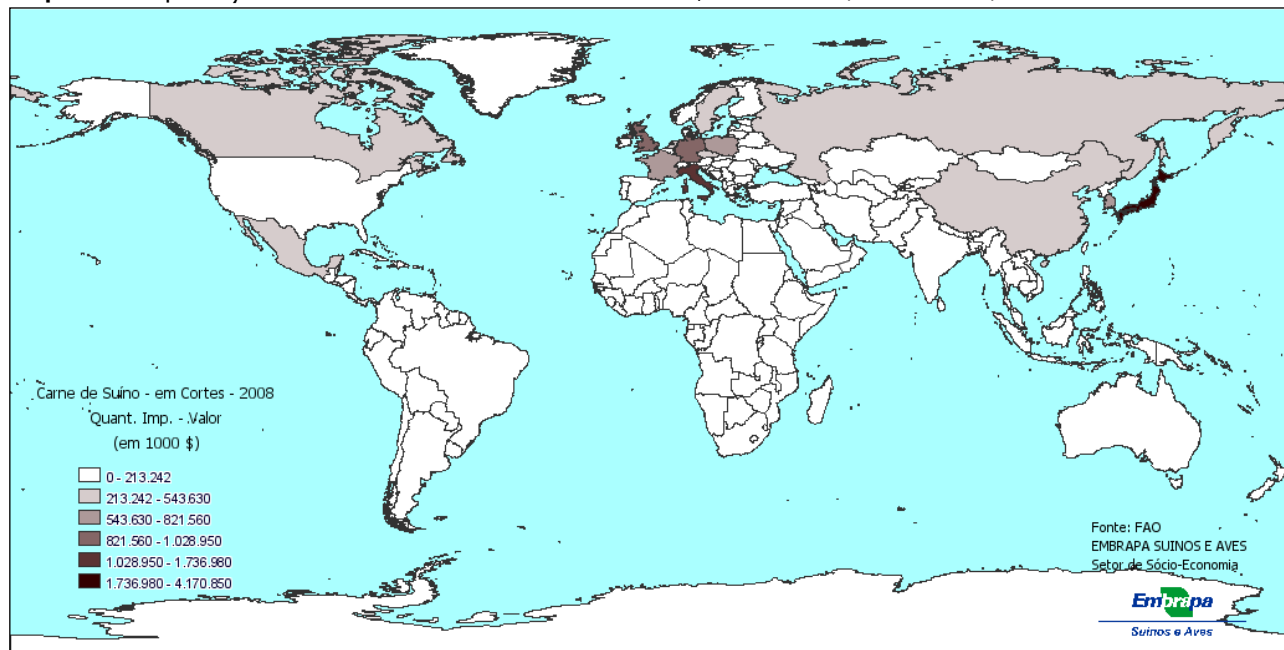 Carne de Suíno - em Cortes - 2008
Quant. Imp. - Valor
(em 1000 $)
0 - 213.242
213.242 - 543.630
543.630 - 821.560
821.560 - 1.028.950
1.028.950 - 1.736.980
1.736.980 - 4.170.850
Fonte: FAO
EMBRAPA SUINOS E AVES
Setor de Sócio-Economia
Embrapa
Suínos e Aves